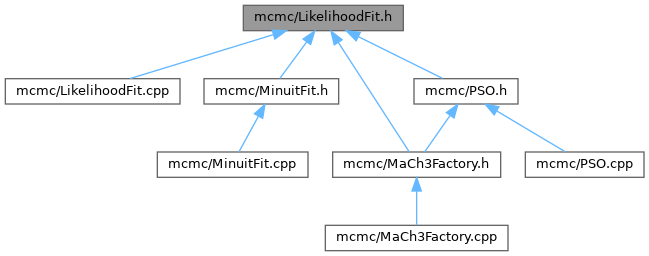 mcmc/LikelihoodFit.h
mcmc/LikelihoodFit.cpp
mcmc/MinuitFit.h
mcmc/PSO.h
mcmc/MinuitFit.cpp
mcmc/MaCh3Factory.h
mcmc/PSO.cpp
mcmc/MaCh3Factory.cpp